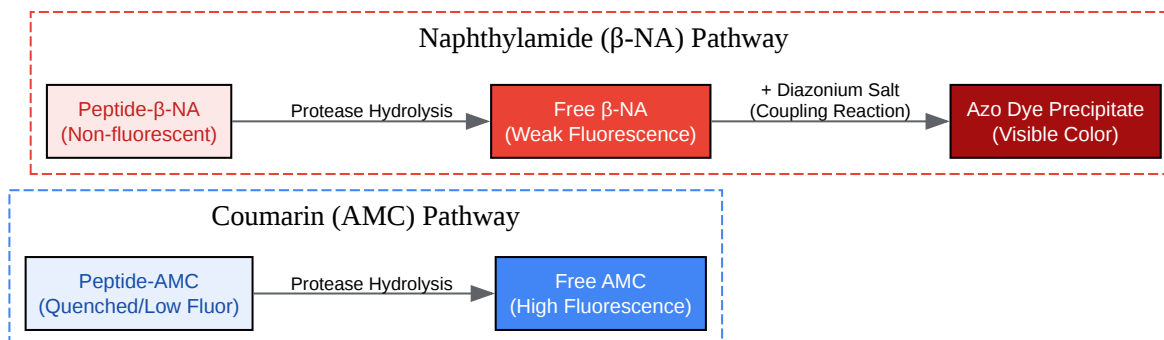 Naphthylamide (β-NA) Pathway
Peptide-β-NA
(Non-fluorescent)
Protease Hydrolysis
Free β-NA
(Weak Fluorescence)
+ Diazonium Salt
(Coupling Reaction)
Azo Dye Precipitate
(Visible Color)
Coumarin (AMC) Pathway
Peptide-AMC
(Quenched/Low Fluor)
Protease Hydrolysis
Free AMC
(High Fluorescence)